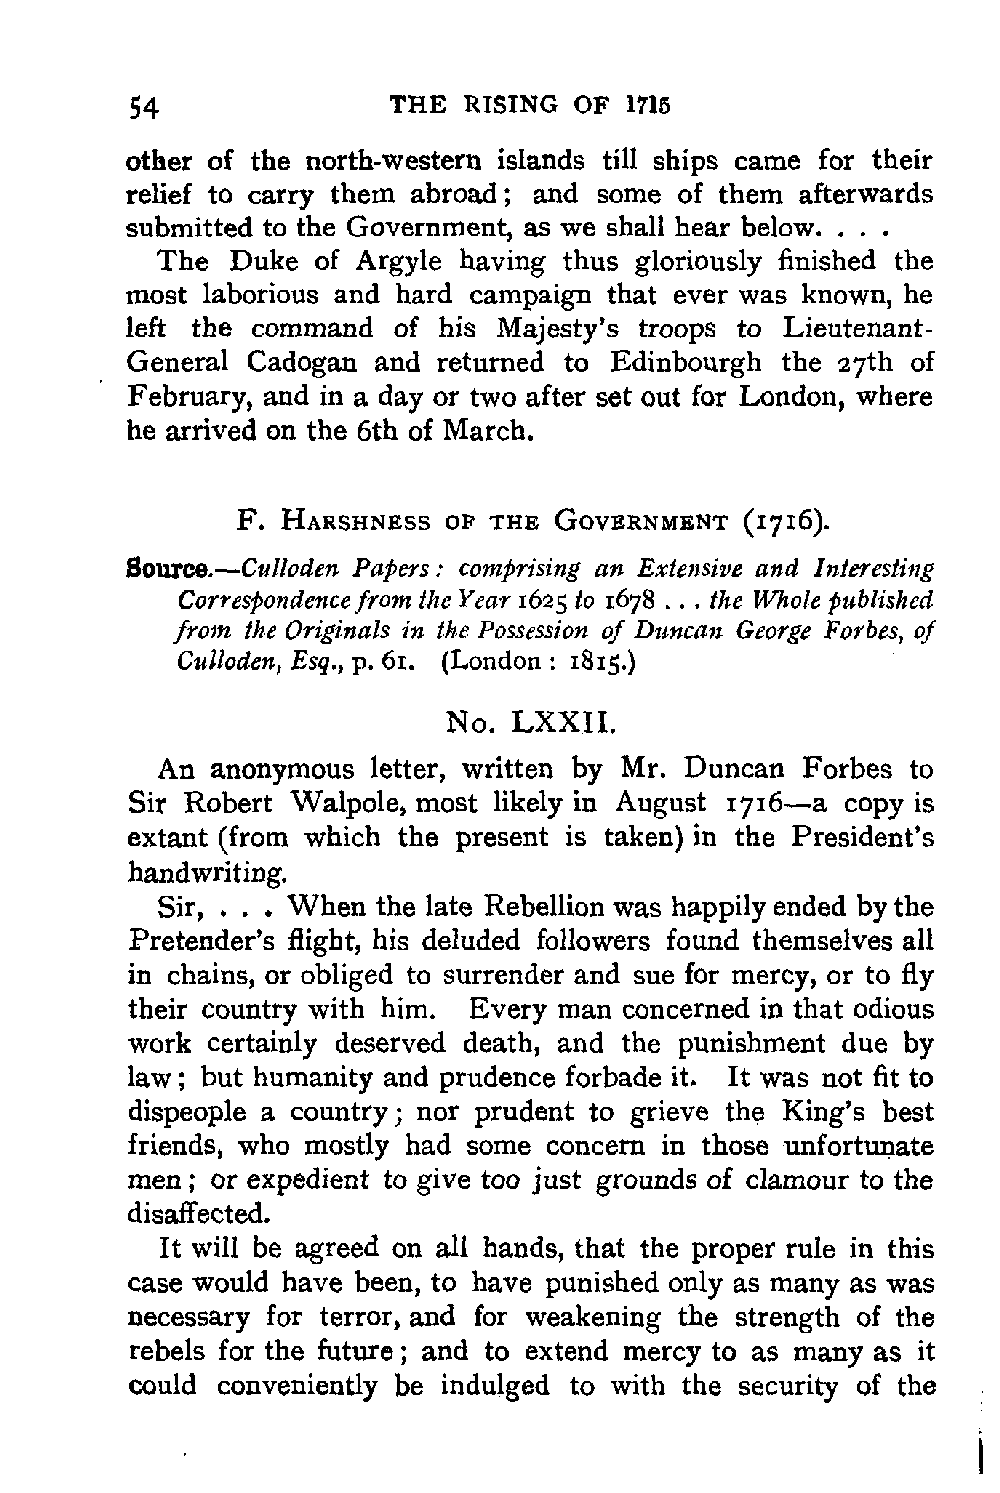 54 THE RISING OF 1715
other of the north-western islands till ships came for their
relief to carry them abroad; and some of them afterwards
submitted to the Government, as we shall hear below. . . .
The Duke of Argyle having thus gloriously finished the
most laborious and hard campaign that ever was known, he
left the command of his Majesty's troops to Lieutenant-
General Cadogan and returned to Edinbourgh the 27th of
February, and in a day or two after set out for London, where
he arrived on the 6th of March.
F. HARSHNESS OF THE GOVERNMENT (1716).
Source.—Culloden Papers: comprising an Extensive and Interesting
Correspondence from the Year 1625 to 1678 . . . the Whole published
from the Originals in the Possession of Duncan George Forbes, of
Culloden, Esq., p. 61. (London: 1815.)
No. LXXII.
An anonymous letter, written by Mr. Duncan Forbes to
Sir Robert Walpole, most likely in August 1716—a copy is
extant (from which the present is taken) in the President's
handwriting.
Sir, . . . When the late Rebellion was happily ended by the
Pretender's flight, his deluded followers found themselves all
in chains, or obliged to surrender and sue for mercy, or to fly
their country with him. Every man concerned in that odious
work certainly deserved death, and the punishment due by
law; but humanity and prudence forbade it. It was not fit to
dispeople a country; nor prudent to grieve the King's best
friends, who mostly had some concern in those unfortunate
men; or expedient to give too just grounds of clamour to the
disaffected.
It will be agreed on all hands, that the proper rule in this
case would have been, to have punished only as many as was
necessary for terror, and for weakening the strength of the
rebels for the future; and to extend mercy to as many as it
could conveniently be indulged to with the security of the